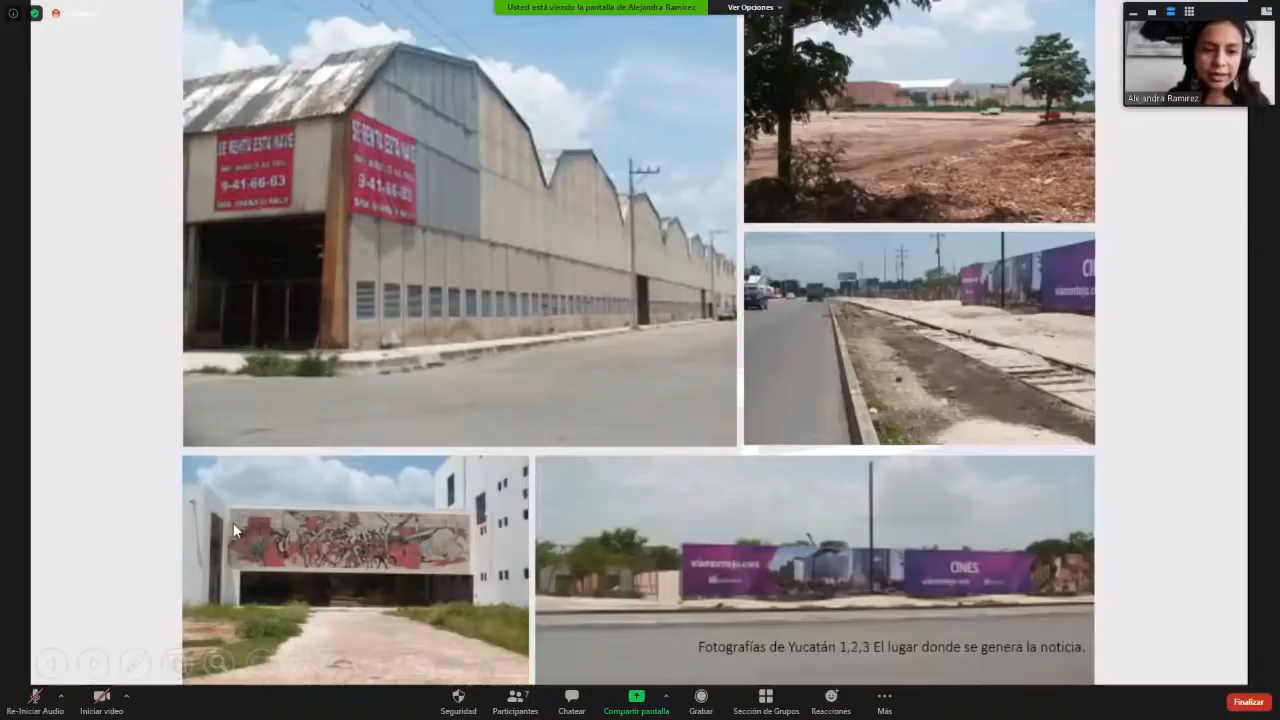 Usted está viendo la pantalla de Alejandra Ramirez
Ver Opciones
Alejandra Ramirez
SE RENTA ESTA NAVE
9-41-66-83
SE RENTA ESTA NAVE
9-41-66-83
CINES
Fotografías de Yucatán 1,2,3 El lugar donde se genera la noticia.
Re-Iniciar Audio
Iniciar video
Seguridad
Participantes
7
Chatear
Compartir pantalla
Grabar
Sección de Grupos
Reacciones
Más
Finalizar